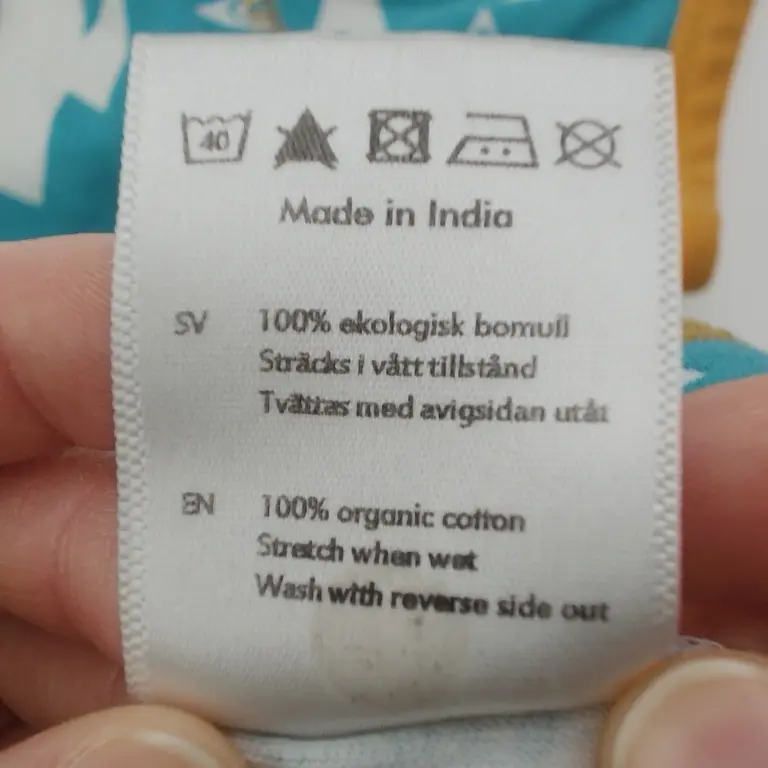 40
Made in India
SV
100% ekologisk bomull
Sträcks i vått tillstånd
Tvättas med avigsidan utåt
EN
100% organic cotton
Stretch when wet
Wash with reverse side out